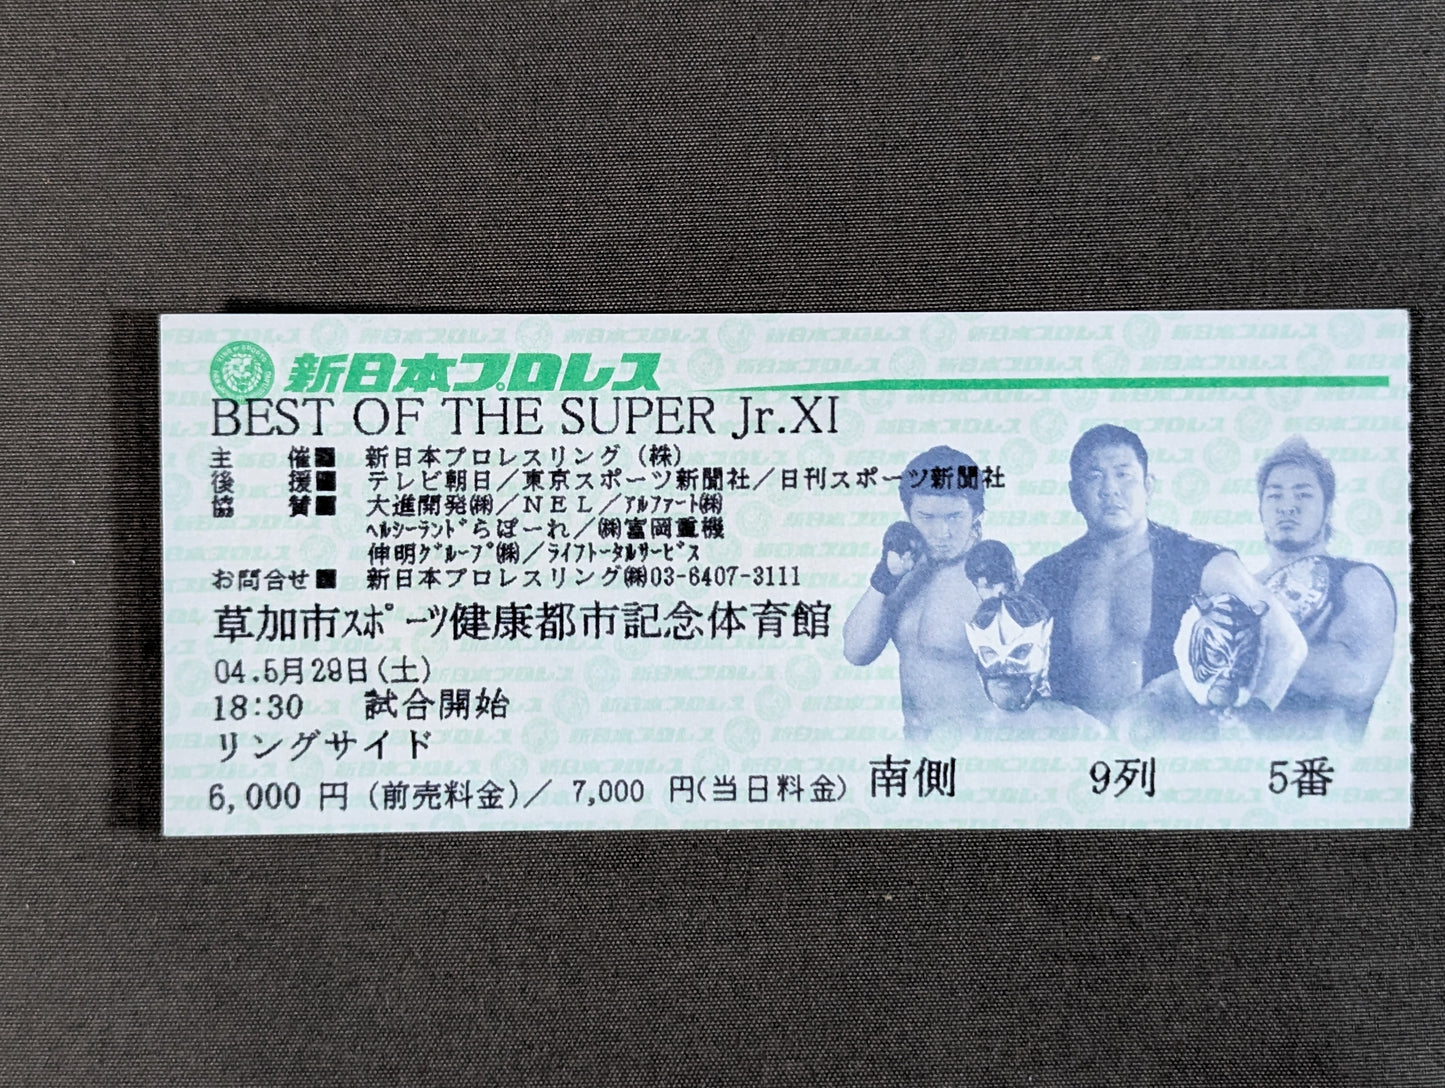 新日本プロレス
BEST OF THE SUPER Jr.XI
主 催■ 新日本プロレスリング(株)
後 援■ テレビ朝日/東京スポーツ新聞社/日刊スポーツ新聞社
協 賛■ 大進開発㈱/NEL/ｱﾙﾌｧｰﾄ㈱
ﾍﾙｼｰﾗﾝﾄﾞらぽーれ/㈱富岡重機
伸明ｸﾞﾙｰﾌﾟ㈱/ﾗｲﾌﾄｰﾀﾙｻｰﾋﾞｽ
お問合せ■ 新日本プロレスリング㈱03-6407-3111
草加市ｽﾎﾟｰﾂ健康都市記念体育館
04.5月29日(土)
18:30 試合開始
リングサイド
6,000 円 (前売料金)/ 7,000 円(当日料金) 南側 9列 5番